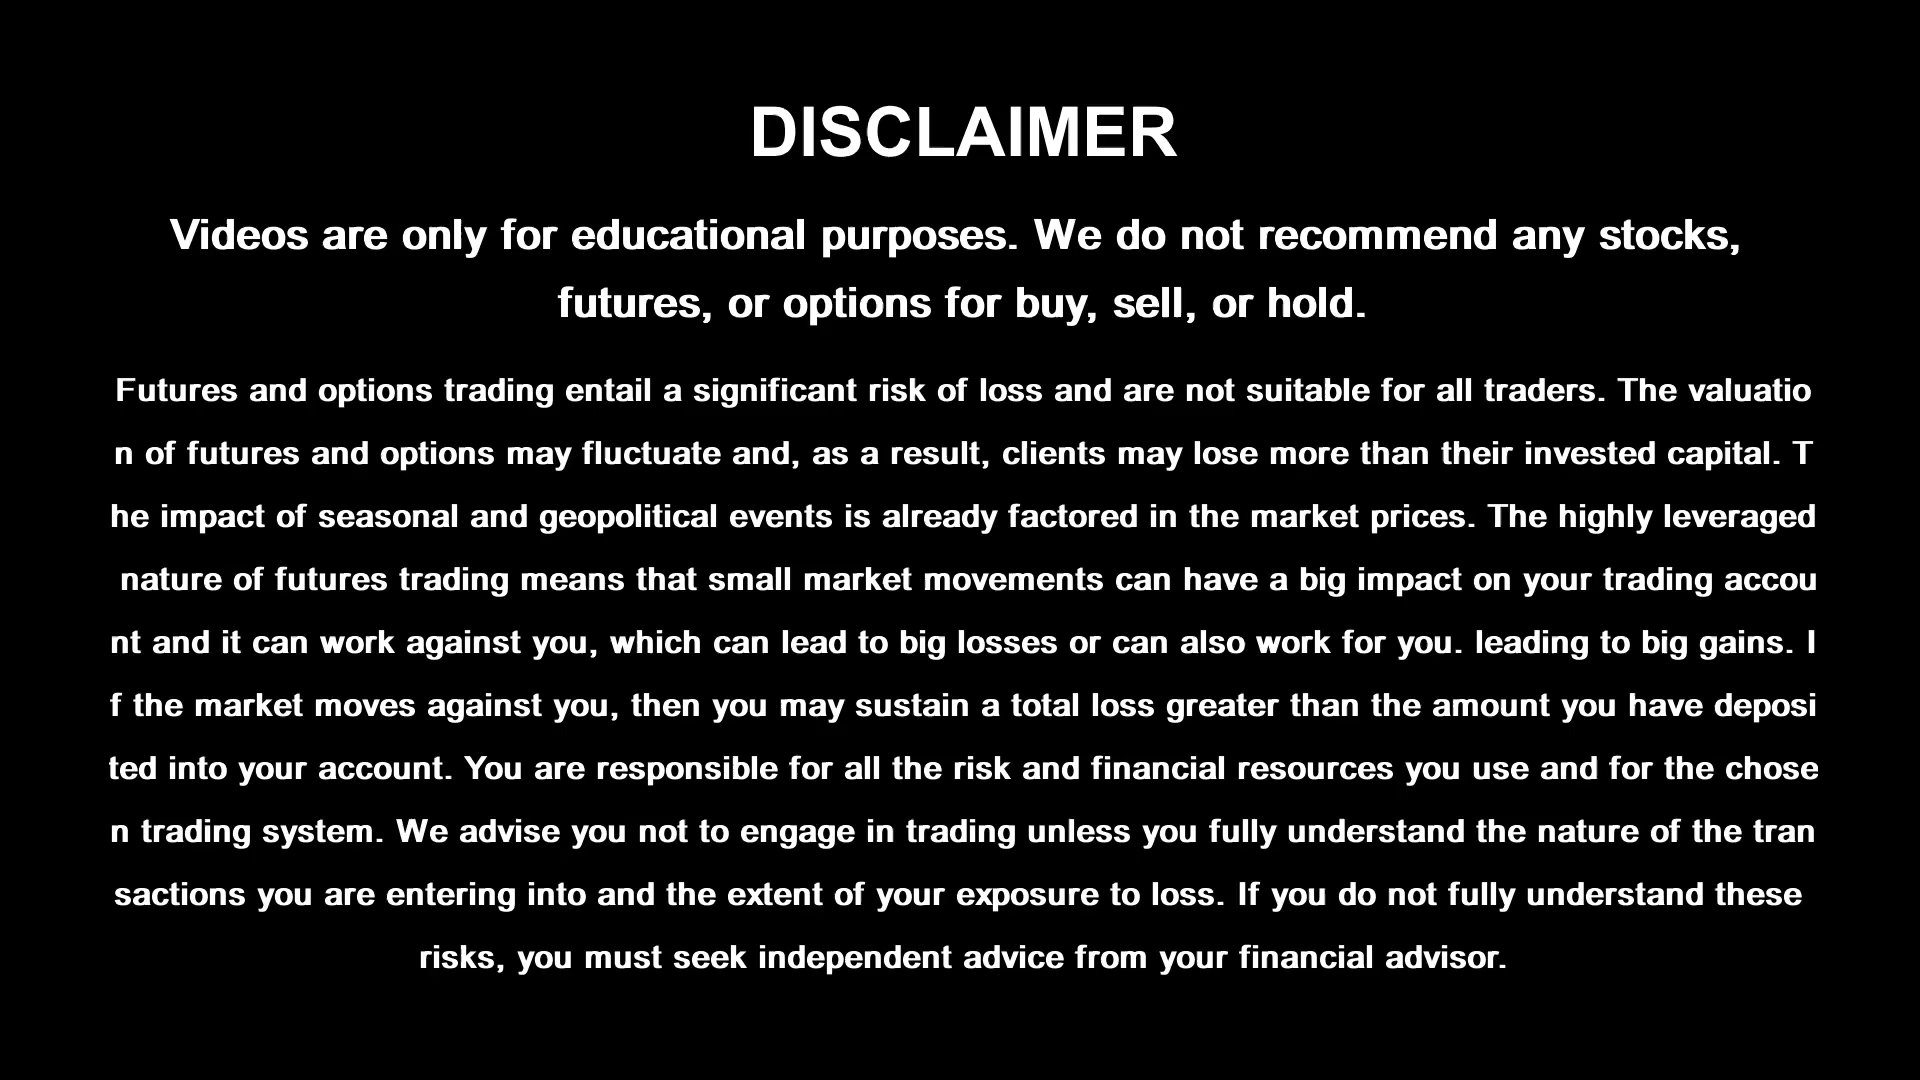 DISCLAIMER
Videos are only for educational purposes. We do not recommend any stocks,
futures, or options for buy, sell, or hold.
Futures and options trading entail a significant risk of loss and are not suitable for all traders. The valuatio
n of futures and options may fluctuate and, as a result, clients may lose more than their invested capital. T
he impact of seasonal and geopolitical events is already factored in the market prices. The highly leveraged
nature of futures trading means that small market movements can have a big impact on your trading accou
nt and it can work against you, which can lead to big losses or can also work for you. leading to big gains. I
f the market moves against you, then you may sustain a total loss greater than the amount you have deposi
ted into your account. You are responsible for all the risk and financial resources you use and for the chose
n trading system. We advise you not to engage in trading unless you fully understand the nature of the tran
sactions you are entering into and the extent of your exposure to loss. If you do not fully understand these
risks, you must seek independent advice from your financial advisor.